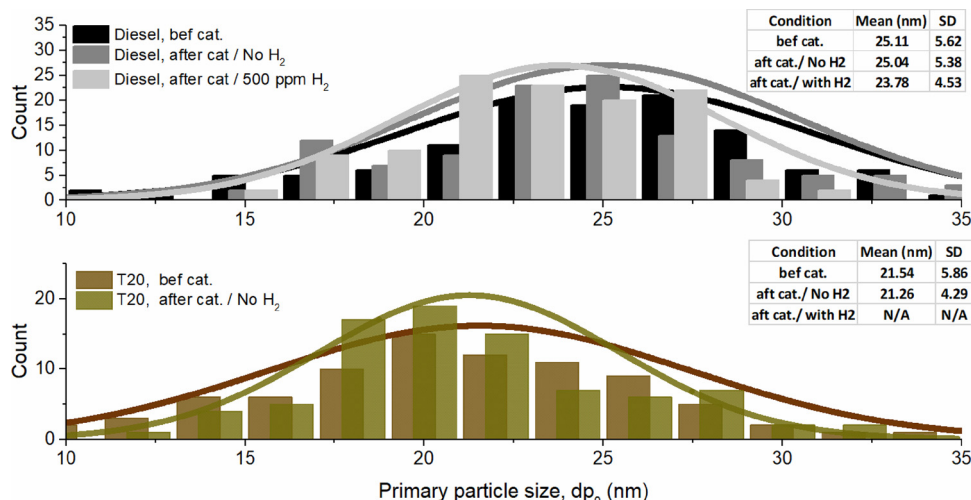 35
30
25
20
15
10
5
0
Count
Diesel, bef cat.
Diesel, after cat / No H₂
Diesel, after cat / 500 ppm H₂
Condition Mean (nm) SD
bef cat. 25.11 5.62
aft cat./ No H2 25.04 5.38
aft cat./ with H2 23.78 4.53
10 15 20 25 30 35
20
10
0
Count
T20, bef cat.
T20, after cat. / No H₂
Condition Mean (nm) SD
bef cat. 21.54 5.86
aft cat./ No H2 21.26 4.29
aft cat./ with H2 N/A N/A
10 15 20 25 30 35
Primary particle size, dpₒ (nm)